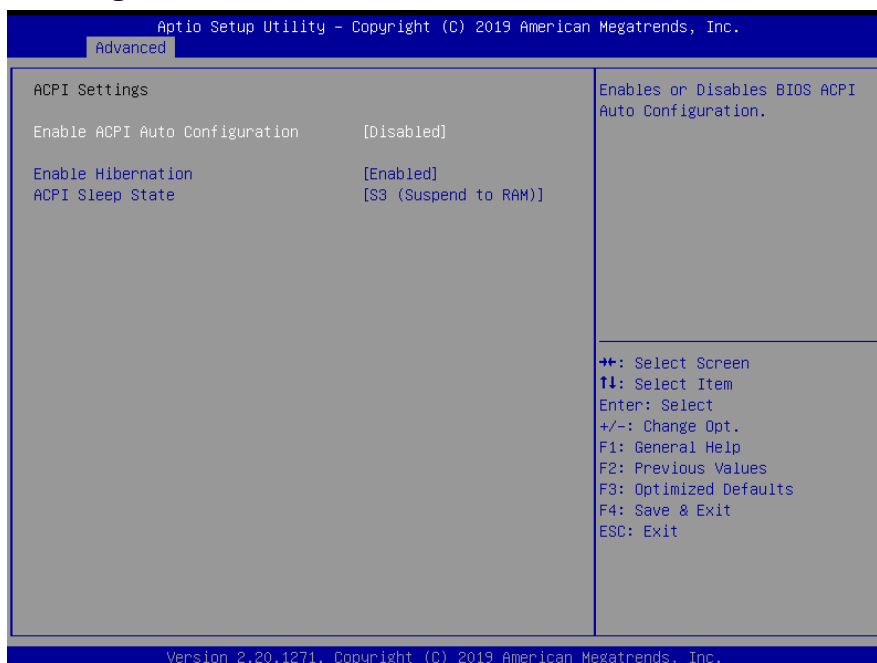 Aptio Setup Utility – Copyright (C) 2019 American Megatrends, Inc.
Advanced
ACPI Settings
Enable ACPI Auto Configuration [Disabled]
Enable Hibernation [Enabled]
ACPI Sleep State [S3 (Suspend to RAM)]
Enables or Disables BIOS ACPI
Auto Configuration.
→←: Select Screen
↑↓: Select Item
Enter: Select
+/-: Change Opt.
F1: General Help
F2: Previous Values
F3: Optimized Defaults
F4: Save & Exit
ESC: Exit
Version 2.20.1271. Copyright (C) 2019 American Megatrends, Inc.